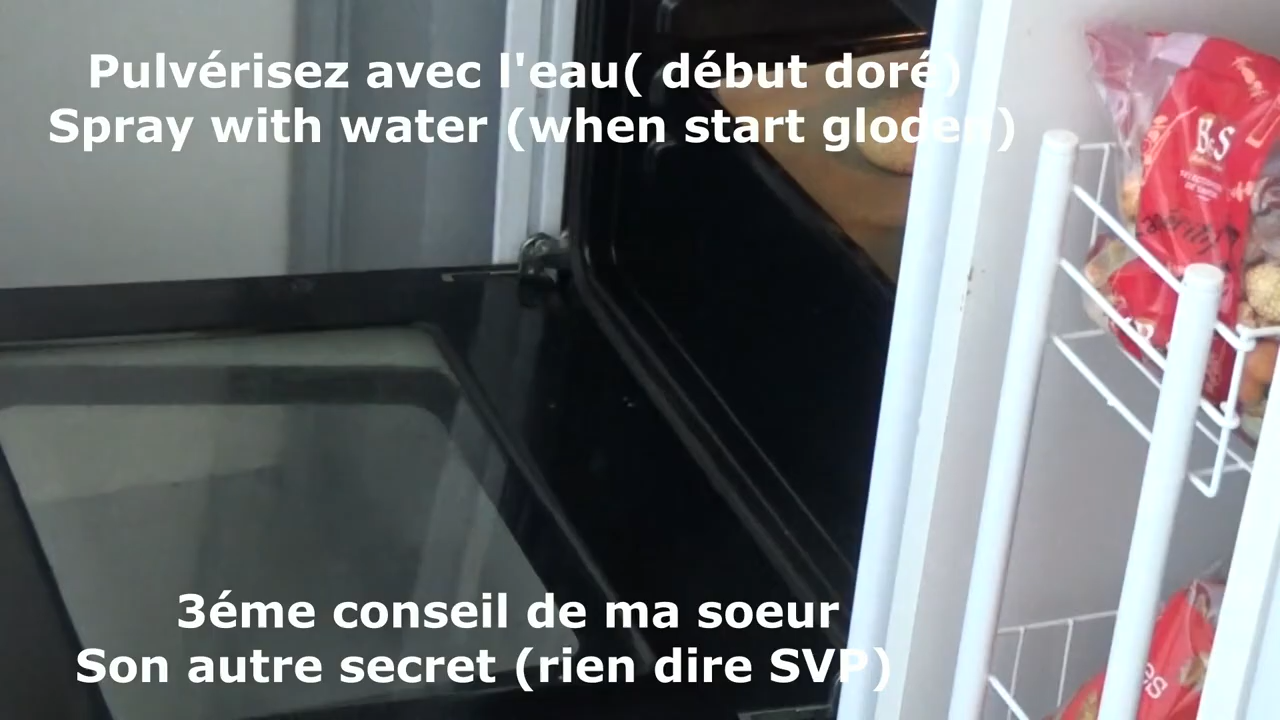 Pulvérisez avec l'eau( début doré)
Spray with water (when start gloden)
B&S
3éme conseil de ma soeur
Son autre secret (rien dire SVP)